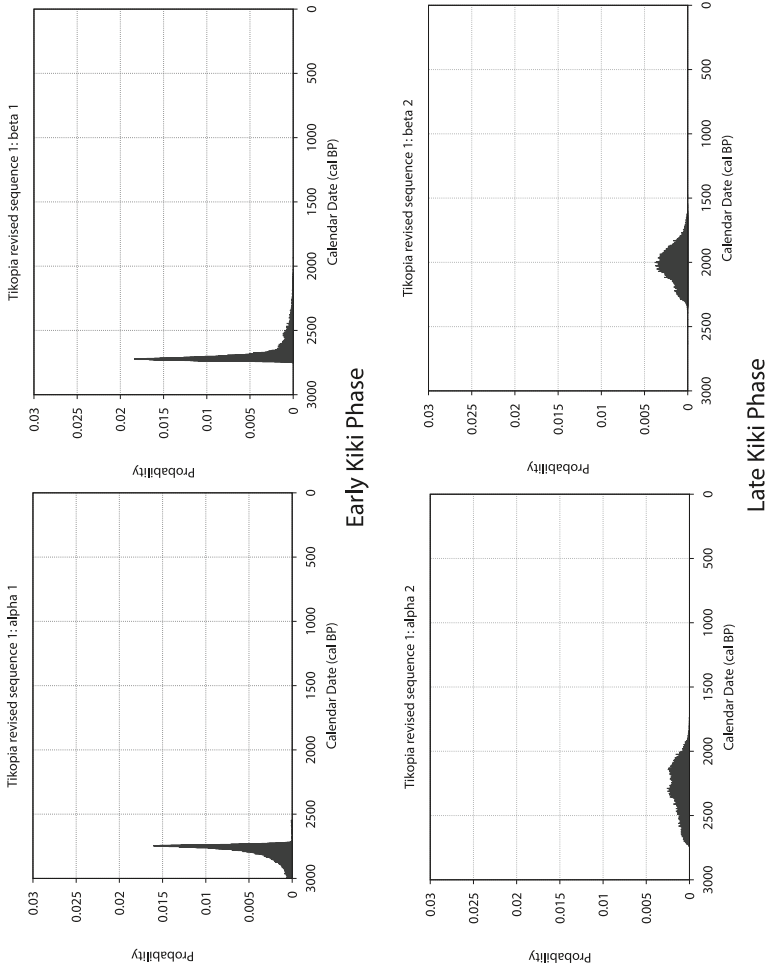 Tikopia revised sequence 1: alpha 1
Probability
0.03
0.025
0.02
0.015
0.01
0.005
0
3000 2500 2000 1500 1000 500 0
Calendar Date (cal BP)
Tikopia revised sequence 1: beta 1
Probability
0.03
0.025
0.02
0.015
0.01
0.005
0
3000 2500 2000 1500 1000 500 0
Calendar Date (cal BP)
Early Kiki Phase
Tikopia revised sequence 1: alpha 2
Probability
0.03
0.025
0.02
0.015
0.01
0.005
0
3000 2500 2000 1500 1000 500 0
Calendar Date (cal BP)
Tikopia revised sequence 1: beta 2
Probability
0.03
0.025
0.02
0.015
0.01
0.005
0
3000 2500 2000 1500 1000 500 0
Calendar Date (cal BP)
Late Kiki Phase